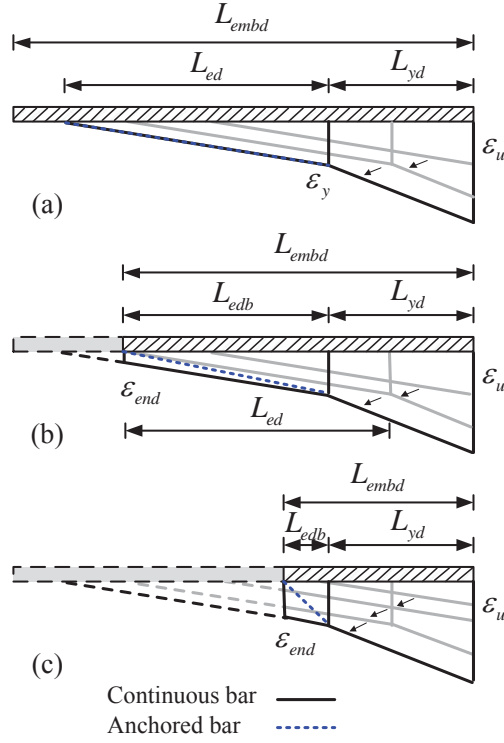 L_embd
L_ed L_yd
ε_y ε_u
(a)
L_embd
L_edb L_yd
ε_end ε_u
L_ed
(b)
L_embd
L_edb L_yd
ε_end ε_u
(c)
Continuous bar
Anchored bar